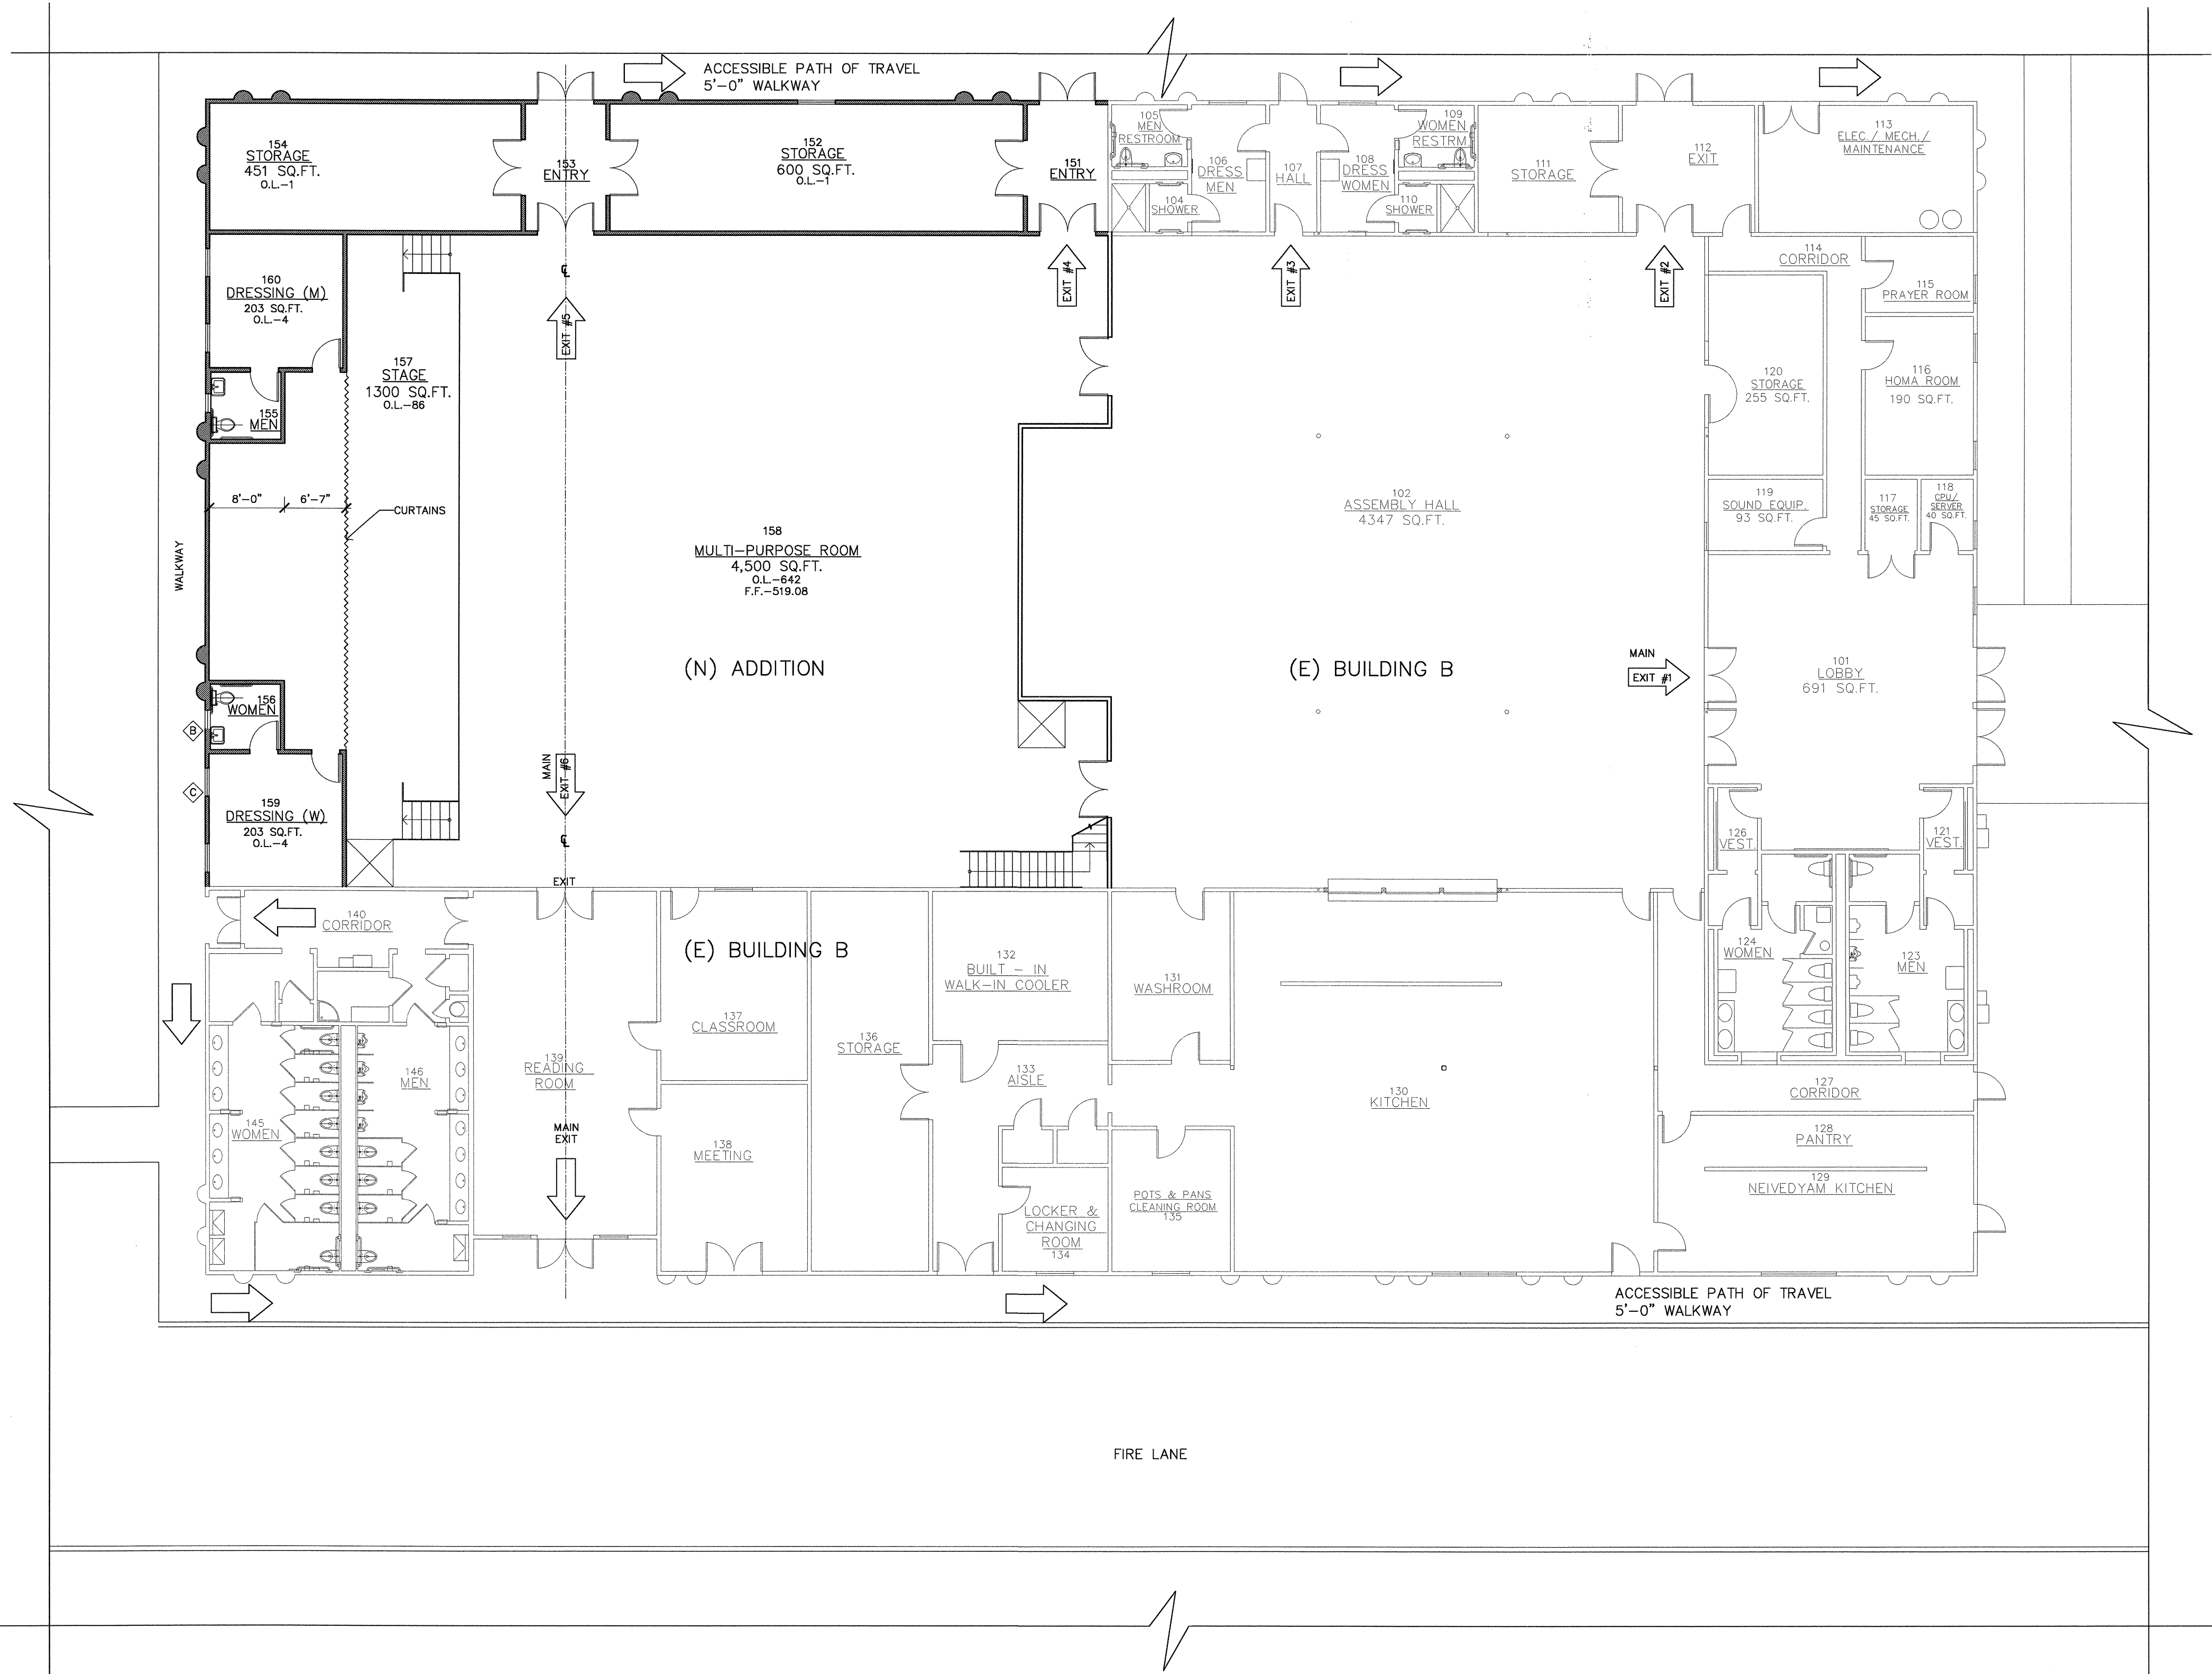 ACCESSIBLE PATH OF TRAVEL
5'-0" WALKWAY
154
STORAGE
451 SQ.FT.
O.L.-1
153
ENTRY
152
STORAGE
600 SQ.FT.
O.L.-1
151
ENTRY
105
MEN
RESTROOM
106
DRESS
MEN
104
SHOWER
107
HALL
108
DRESS
WOMEN
109
WOMEN
RESTRM
110
SHOWER
111
STORAGE
112
EXIT
113
ELEC./ MECH./
MAINTENANCE
160
DRESSING (M)
203 SQ.FT.
O.L.-4
157
STAGE
1300 SQ.FT.
O.L.-86
155
MEN
8'-0"
6'-7"
CURTAINS
WALKWAY
℄
EXIT #5
EXIT #4
EXIT #3
EXIT #2
114
CORRIDOR
115
PRAYER ROOM
120
STORAGE
255 SQ.FT.
116
HOMA ROOM
190 SQ.FT.
102
ASSEMBLY HALL
4347 SQ.FT.
119
SOUND EQUIP.
93 SQ.FT.
117
STORAGE
45 SQ.FT.
118
CPU/
SERVER
40 SQ.FT.
158
MULTI-PURPOSE ROOM
4,500 SQ.FT.
O.L.-642
F.F.-519.08
(N) ADDITION
(E) BUILDING B
MAIN
EXIT #1
101
LOBBY
691 SQ.FT.
156
WOMEN
B
C
159
DRESSING (W)
203 SQ.FT.
O.L.-4
MAIN
EXIT #6
℄
EXIT
126
VEST.
121
VEST.
140
CORRIDOR
(E) BUILDING B
132
BUILT - IN
WALK-IN COOLER
131
WASHROOM
124
WOMEN
123
MEN
137
CLASSROOM
136
STORAGE
139
READING
ROOM
146
MEN
133
AISLE
130
KITCHEN
127
CORRIDOR
145
WOMEN
MAIN
EXIT
138
MEETING
128
PANTRY
129
NEIVEDYAM KITCHEN
LOCKER &
CHANGING
ROOM
134
POTS & PANS
CLEANING ROOM
135
ACCESSIBLE PATH OF TRAVEL
5'-0" WALKWAY
FIRE LANE